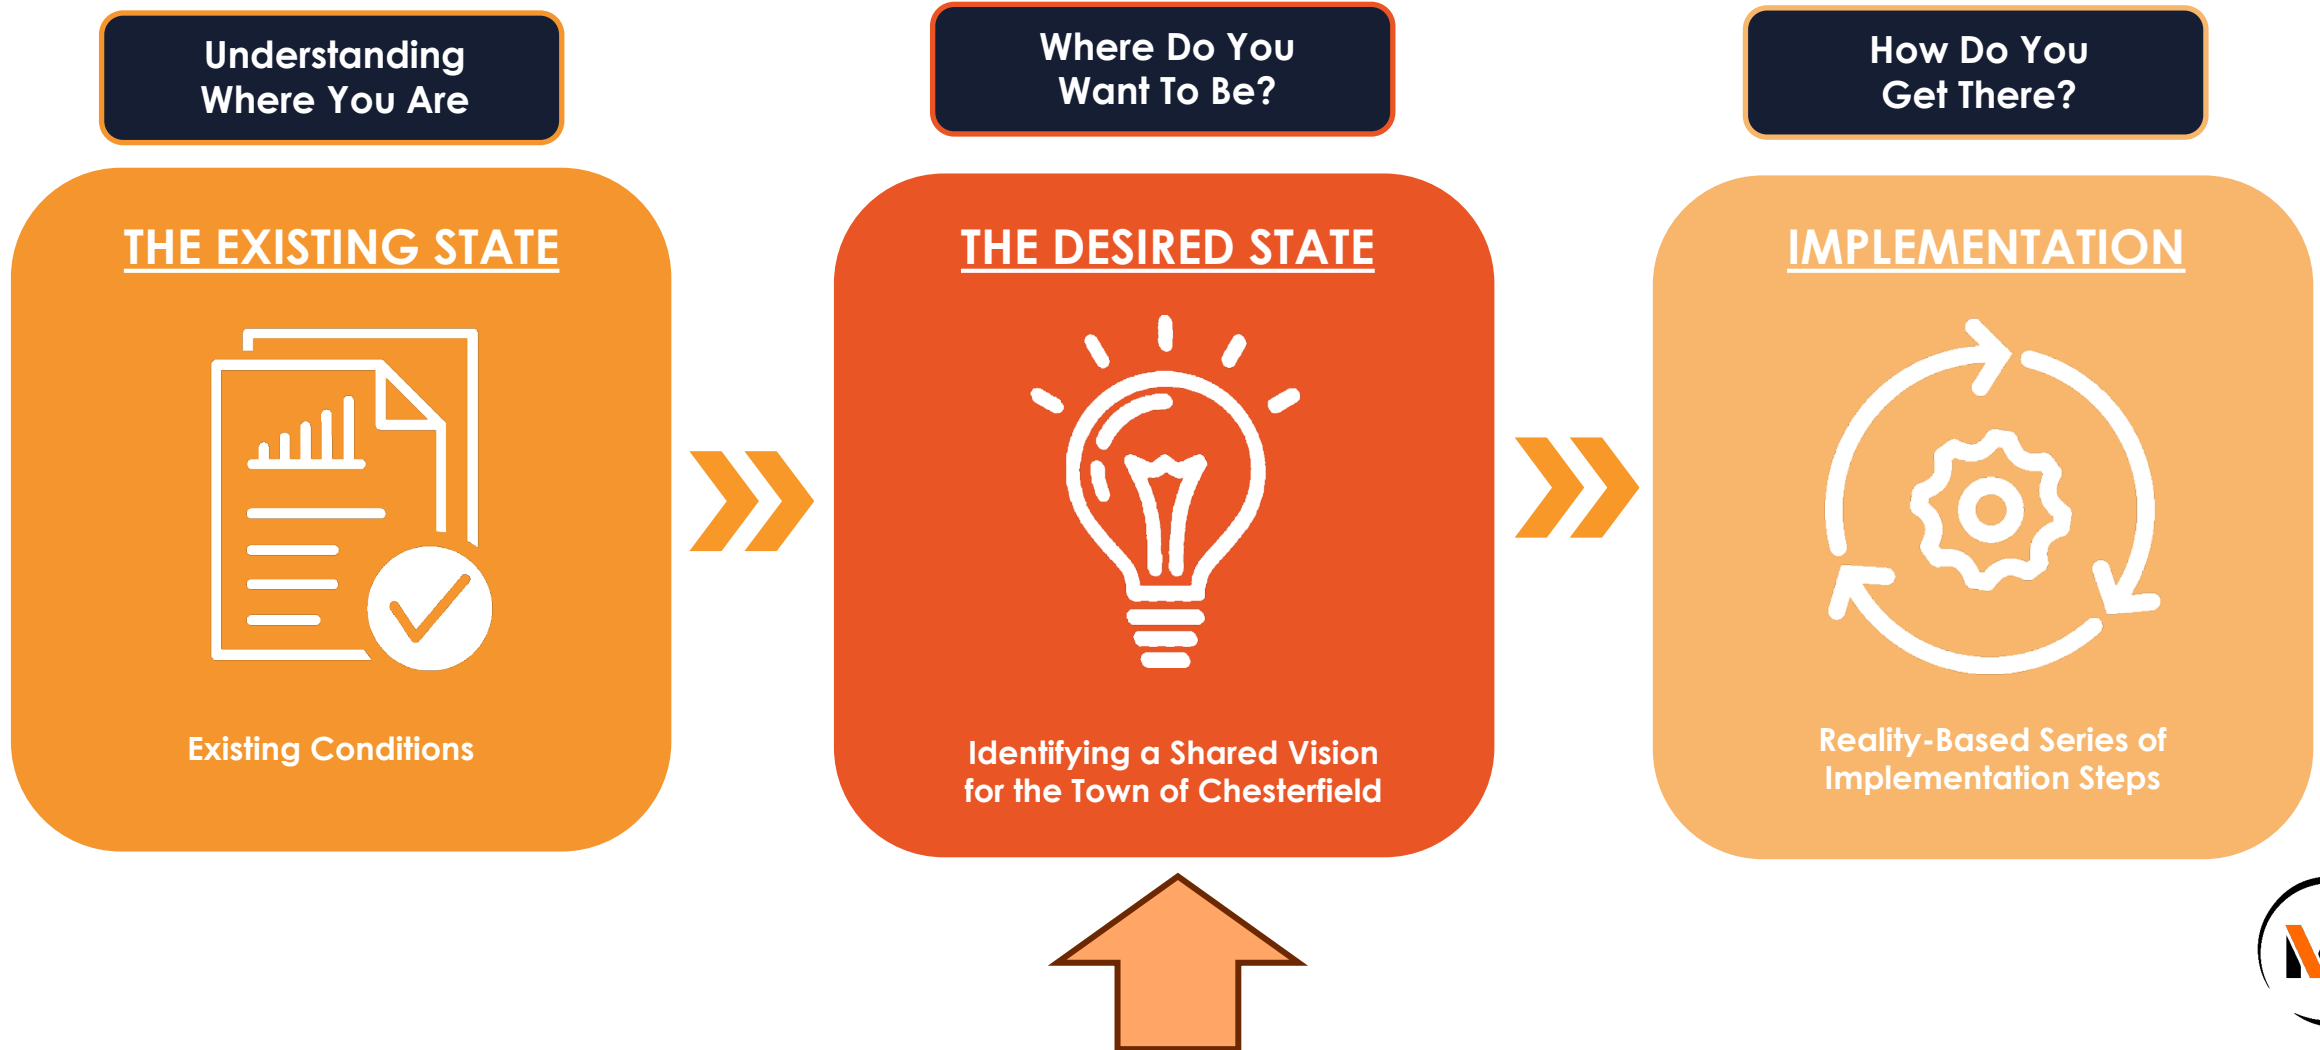 Understanding
Where You Are
Where Do You
Want To Be?
How Do You
Get There?
THE EXISTING STATE
Existing Conditions
THE DESIRED STATE
Identifying a Shared Vision
for the Town of Chesterfield
IMPLEMENTATION
Reality-Based Series of
Implementation Steps